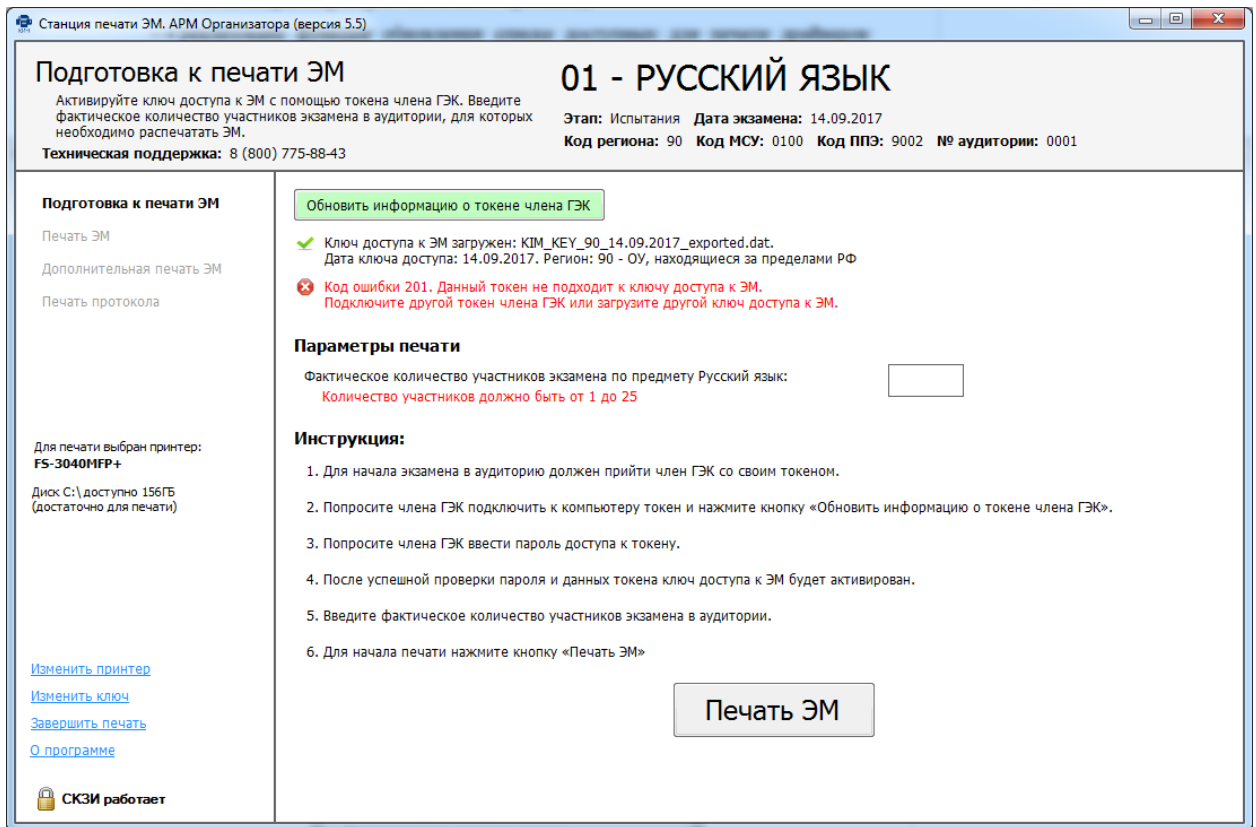 Станция печати ЭМ. АРМ Организатора (версия 5.5)
Подготовка к печати ЭМ
Активируйте ключ доступа к ЭМ с помощью токена члена ГЭК. Введите
фактическое количество участников экзамена в аудитории, для которых
необходимо распечатать ЭМ.
Техническая поддержка: 8 (800) 775-88-43
01 - РУССКИЙ ЯЗЫК
Этап: Испытания Дата экзамена: 14.09.2017
Код региона: 90 Код МСУ: 0100 Код ППЭ: 9002 № аудитории: 0001
Подготовка к печати ЭМ
Печать ЭМ
Дополнительная печать ЭМ
Печать протокола
Для печати выбран принтер:
FS-3040MFP+
Диск C:\ доступно 156ГБ
(достаточно для печати)
Изменить принтер
Изменить ключ
Завершить печать
О программе
СКЗИ работает
Обновить информацию о токене члена ГЭК
Ключ доступа к ЭМ загружен: KIM_KEY_90_14.09.2017_exported.dat.
Дата ключа доступа: 14.09.2017. Регион: 90 - ОУ, находящиеся за пределами РФ
Код ошибки 201. Данный токен не подходит к ключу доступа к ЭМ.
Подключите другой токен члена ГЭК или загрузите другой ключ доступа к ЭМ.
Параметры печати
Фактическое количество участников экзамена по предмету Русский язык:
Количество участников должно быть от 1 до 25
Инструкция:
1. Для начала экзамена в аудиторию должен прийти член ГЭК со своим токеном.
2. Попросите члена ГЭК подключить к компьютеру токен и нажмите кнопку «Обновить информацию о токене члена ГЭК».
3. Попросите члена ГЭК ввести пароль доступа к токену.
4. После успешной проверки пароля и данных токена ключ доступа к ЭМ будет активирован.
5. Введите фактическое количество участников экзамена в аудитории.
6. Для начала печати нажмите кнопку «Печать ЭМ»
Печать ЭМ